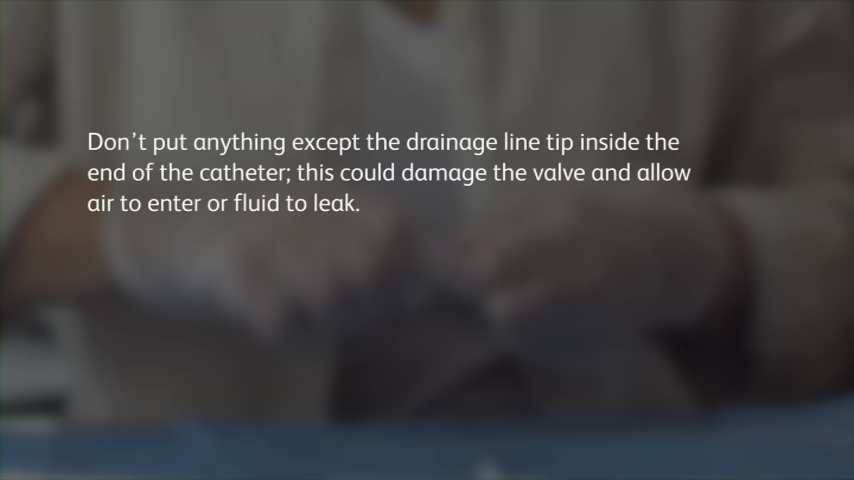 Don’t put anything except the drainage line tip inside the
end of the catheter; this could damage the valve and allow
air to enter or fluid to leak.